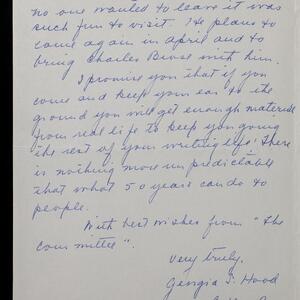 no one wanted to leave it was
such fun to visit. He plans to
come again in April and to
bring Charles with him.
I promise you that if you
come and keep your ear to the
ground you will get enough material
from real life to keep you going
the rest of your writing life! There
is nothing more unpredictable
that what 50 years can do to
people.
With best wishes from "The
Committee".
Very truly,
Georgia S. Hood